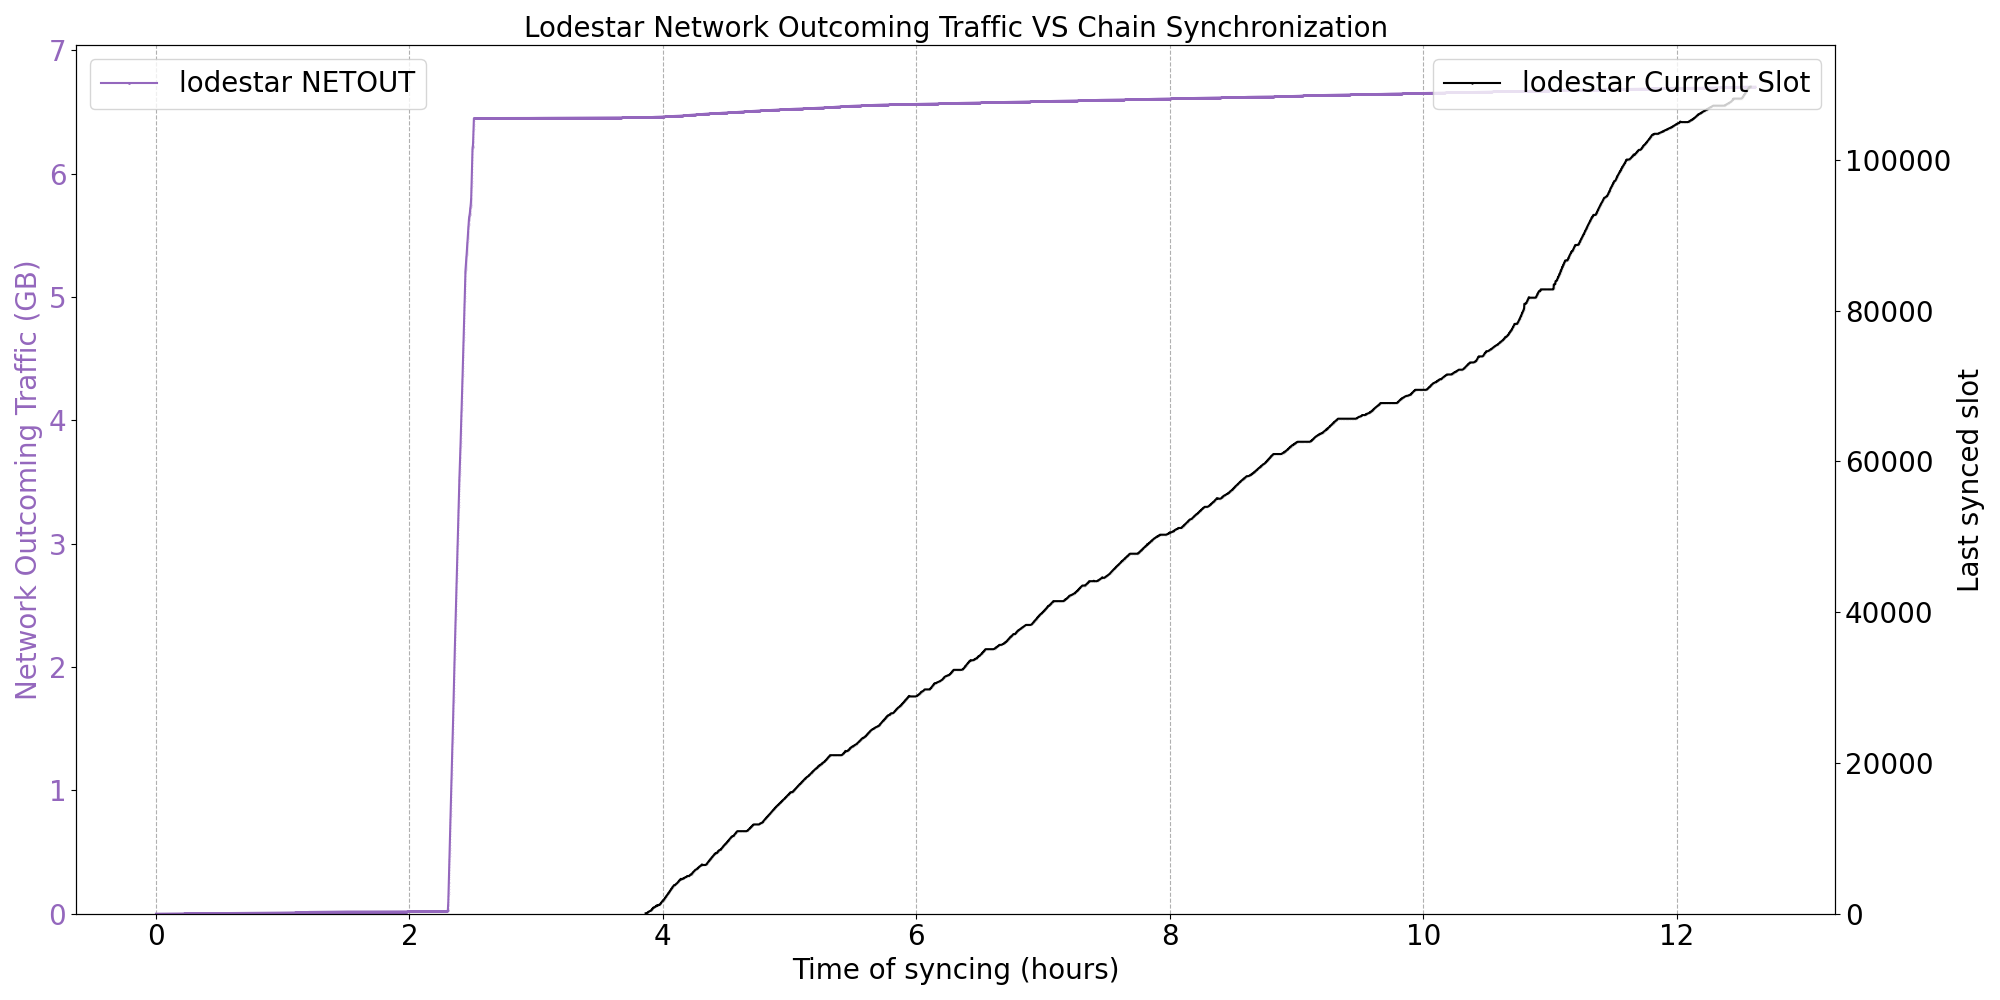 Lodestar Network Outcoming Traffic VS Chain Synchronization
lodestar NETOUT
lodestar Current Slot
Network Outcoming Traffic (GB)
7
6
5
4
3
2
1
0
100000
80000
60000
40000
20000
0
Last synced slot
0 2 4 6 8 10 12
Time of syncing (hours)